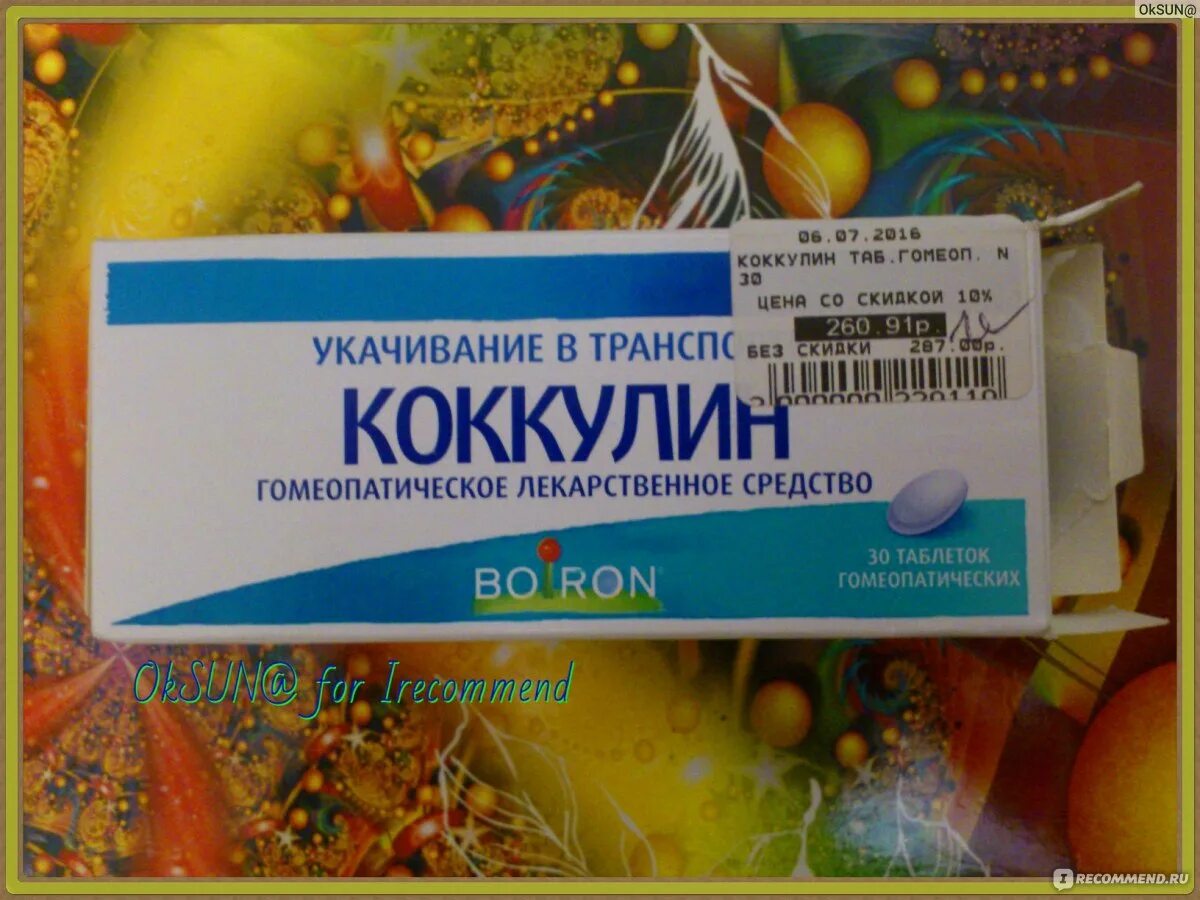 OkSUN@
06.07.2016
КОККУЛИН ТАБ.ГОМЕОП. N
30
ЦЕНА СО СКИДКОЙ 10%
260.91р.
БЕЗ СКИДКИ 287.00р.
УКАЧИВАНИЕ В ТРАНСПО
КОККУЛИН
ГОМЕОПАТИЧЕСКОЕ ЛЕКАРСТВЕННОЕ СРЕДСТВО
BOIRON
30 ТАБЛЕТОК
ГОМЕОПАТИЧЕСКИХ
OkSUN@ for Irecommend
IRECOMMEND.RU